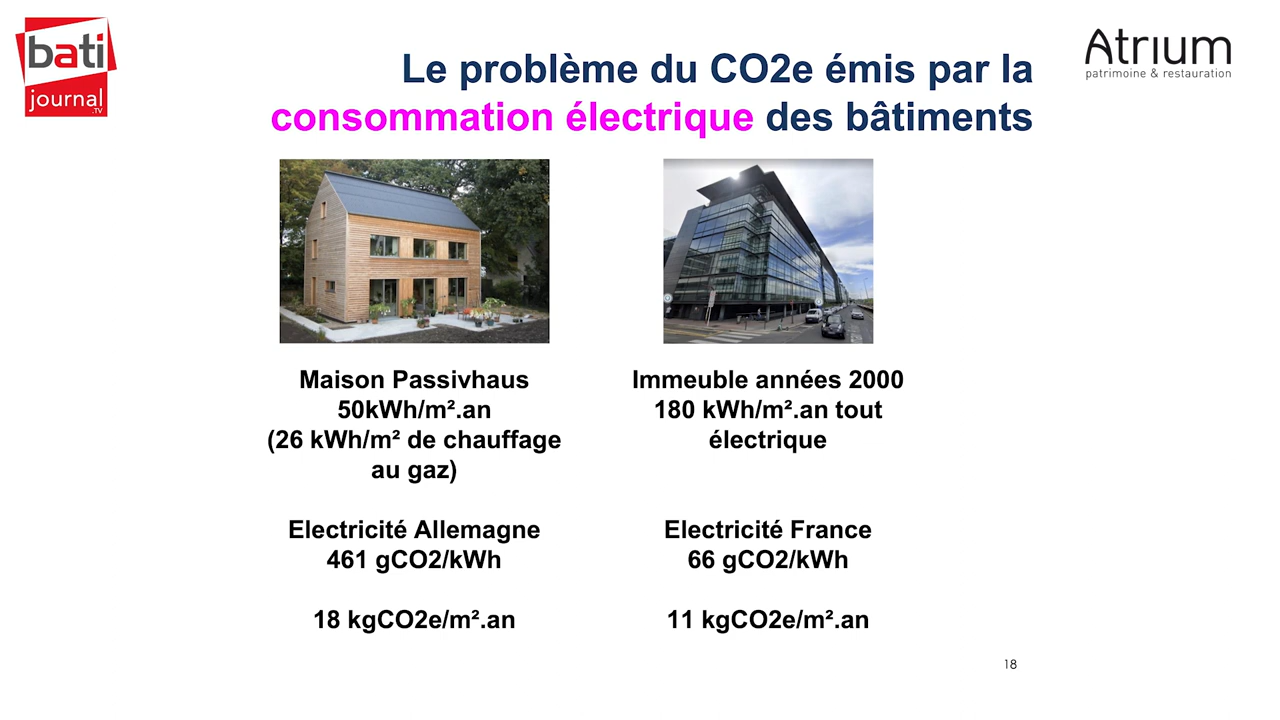 bati
journal
.TV
Atrium
patrimoine & restauration
Le problème du CO2e émis par la
consommation électrique des bâtiments
Maison Passivhaus
50kWh/m².an
(26 kWh/m² de chauffage
au gaz)
Electricité Allemagne
461 gCO2/kWh
18 kgCO2e/m².an
Immeuble années 2000
180 kWh/m².an tout
électrique
Electricité France
66 gCO2/kWh
11 kgCO2e/m².an
18